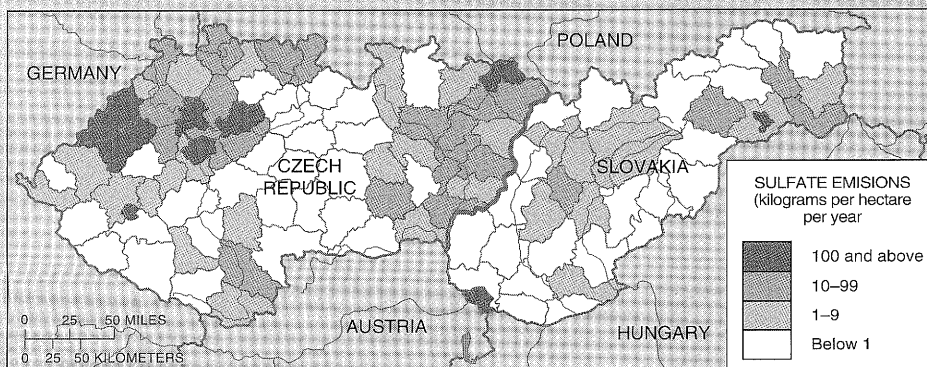 GERMANY
POLAND
CZECH
REPUBLIC
SLOVAKIA
AUSTRIA
HUNGARY
0 25 50 MILES
0 25 50 KILOMETERS
SULFATE EMISIONS
(kilograms per hectare
per year
100 and above
10–99
1–9
Below 1